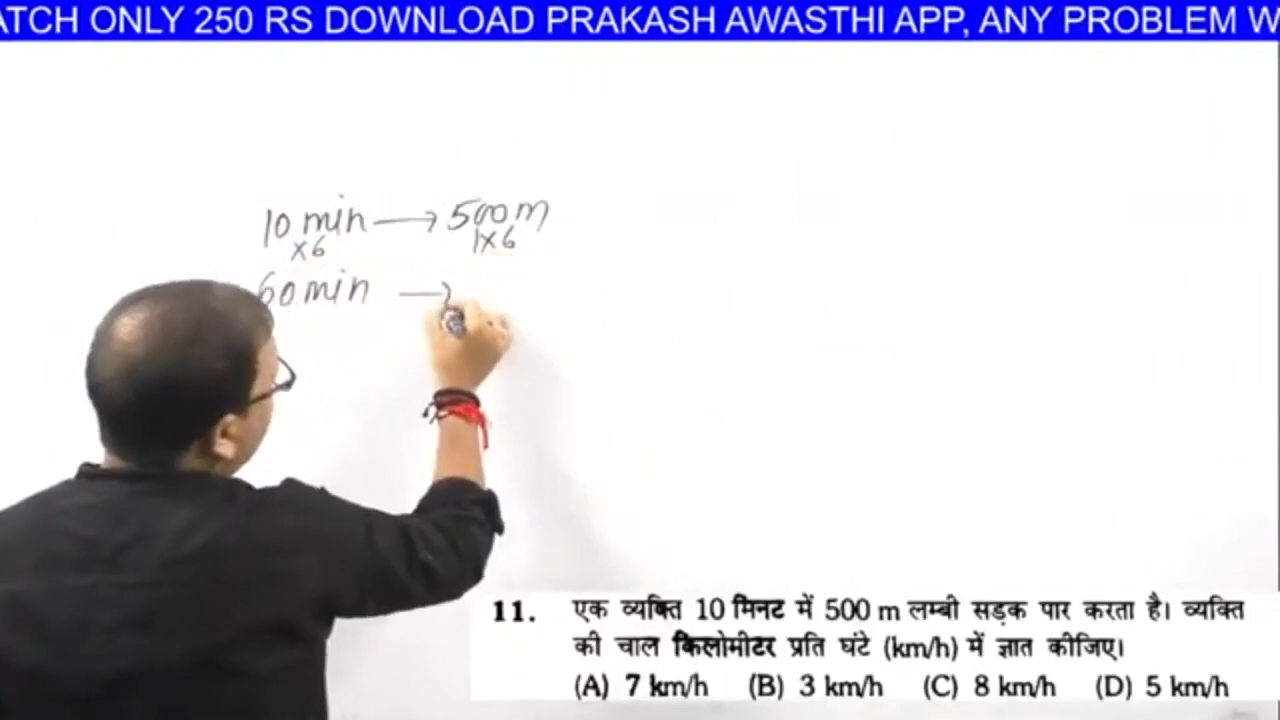 ATCH ONLY 250 RS DOWNLOAD PRAKASH AWASTHI APP, ANY PROBLEM W
10 min → 500 m
×6 1×6
60 min →
11. एक व्यक्ति 10 मिनट में 500 m लम्बी सड़क पार करता है। व्यक्ति
की चाल किलोमीटर प्रति घंटे (km/h) में ज्ञात कीजिए।
(A) 7 km/h (B) 3 km/h (C) 8 km/h (D) 5 km/h